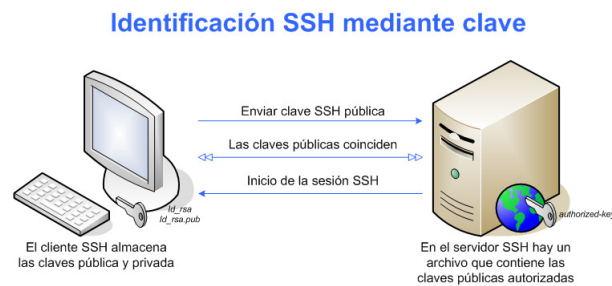 Identificación SSH mediante clave
Enviar clave SSH pública
Las claves públicas coinciden
Inicio de la sesión SSH
Id_rsa
Id_rsa.pub
authorized-key
El cliente SSH almacena
las claves pública y privada
En el servidor SSH hay un
archivo que contiene las
claves públicas autorizadas